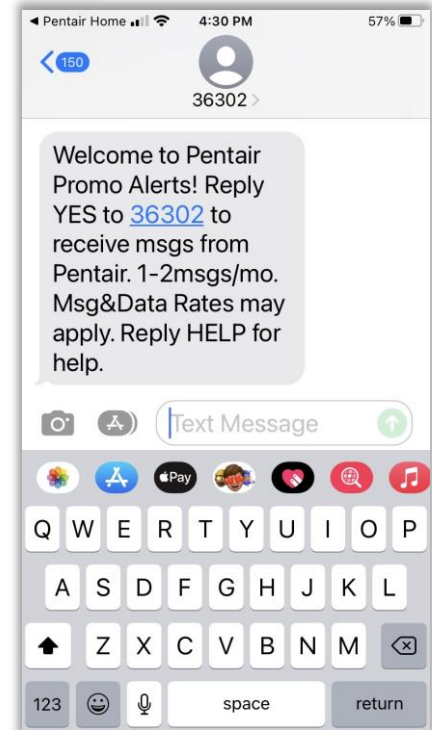 ◀ Pentair Home 4:30 PM 57%
150
36302 >
Welcome to Pentair
Promo Alerts! Reply
YES to 36302 to
receive msgs from
Pentair. 1-2msgs/mo.
Msg&Data Rates may
apply. Reply HELP for
help.
Text Message
Pay
Q W E R T Y U I O P
A S D F G H J K L
Z X C V B N M
123 space return